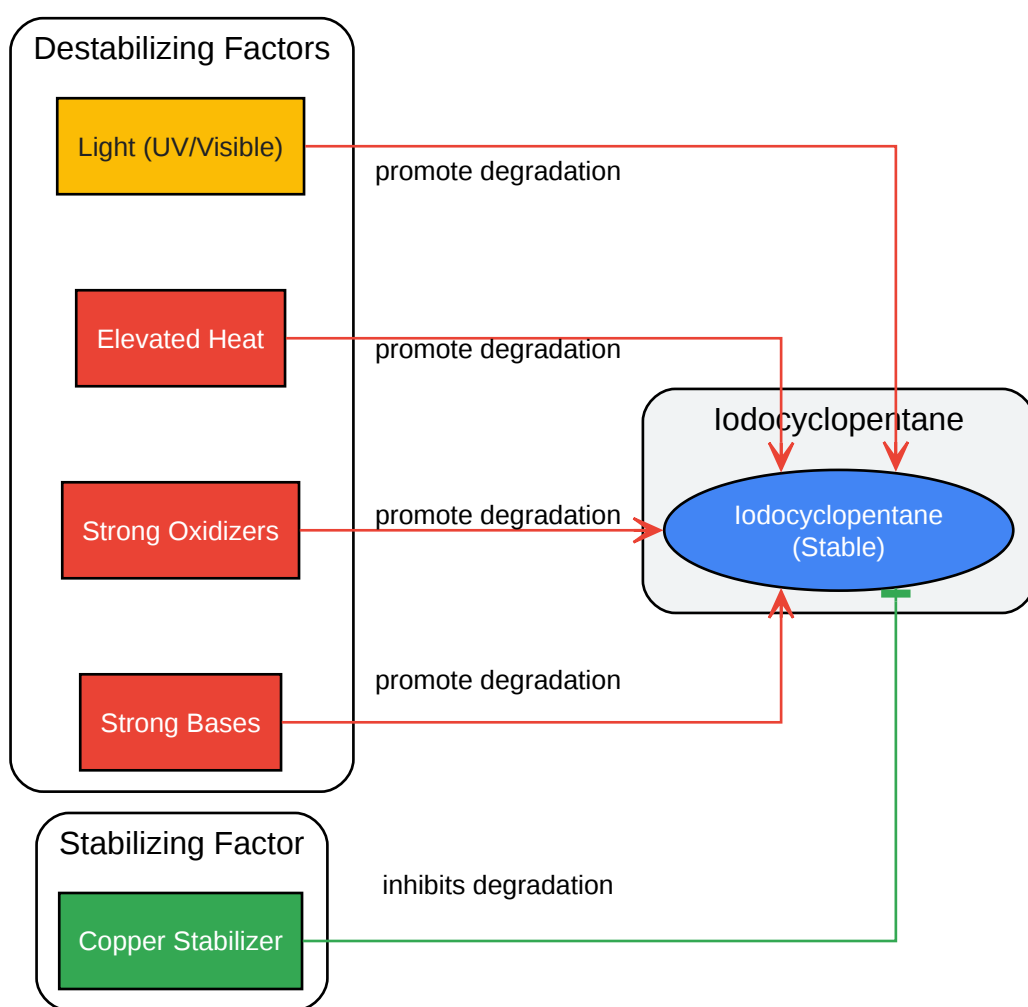 Destabilizing Factors
Light (UV/Visible)
promote degradation
Elevated Heat
promote degradation
Iodocyclopentane
Strong Oxidizers
promote degradation
Iodocyclopentane
(Stable)
Strong Bases
promote degradation
Stabilizing Factor
inhibits degradation
Copper Stabilizer